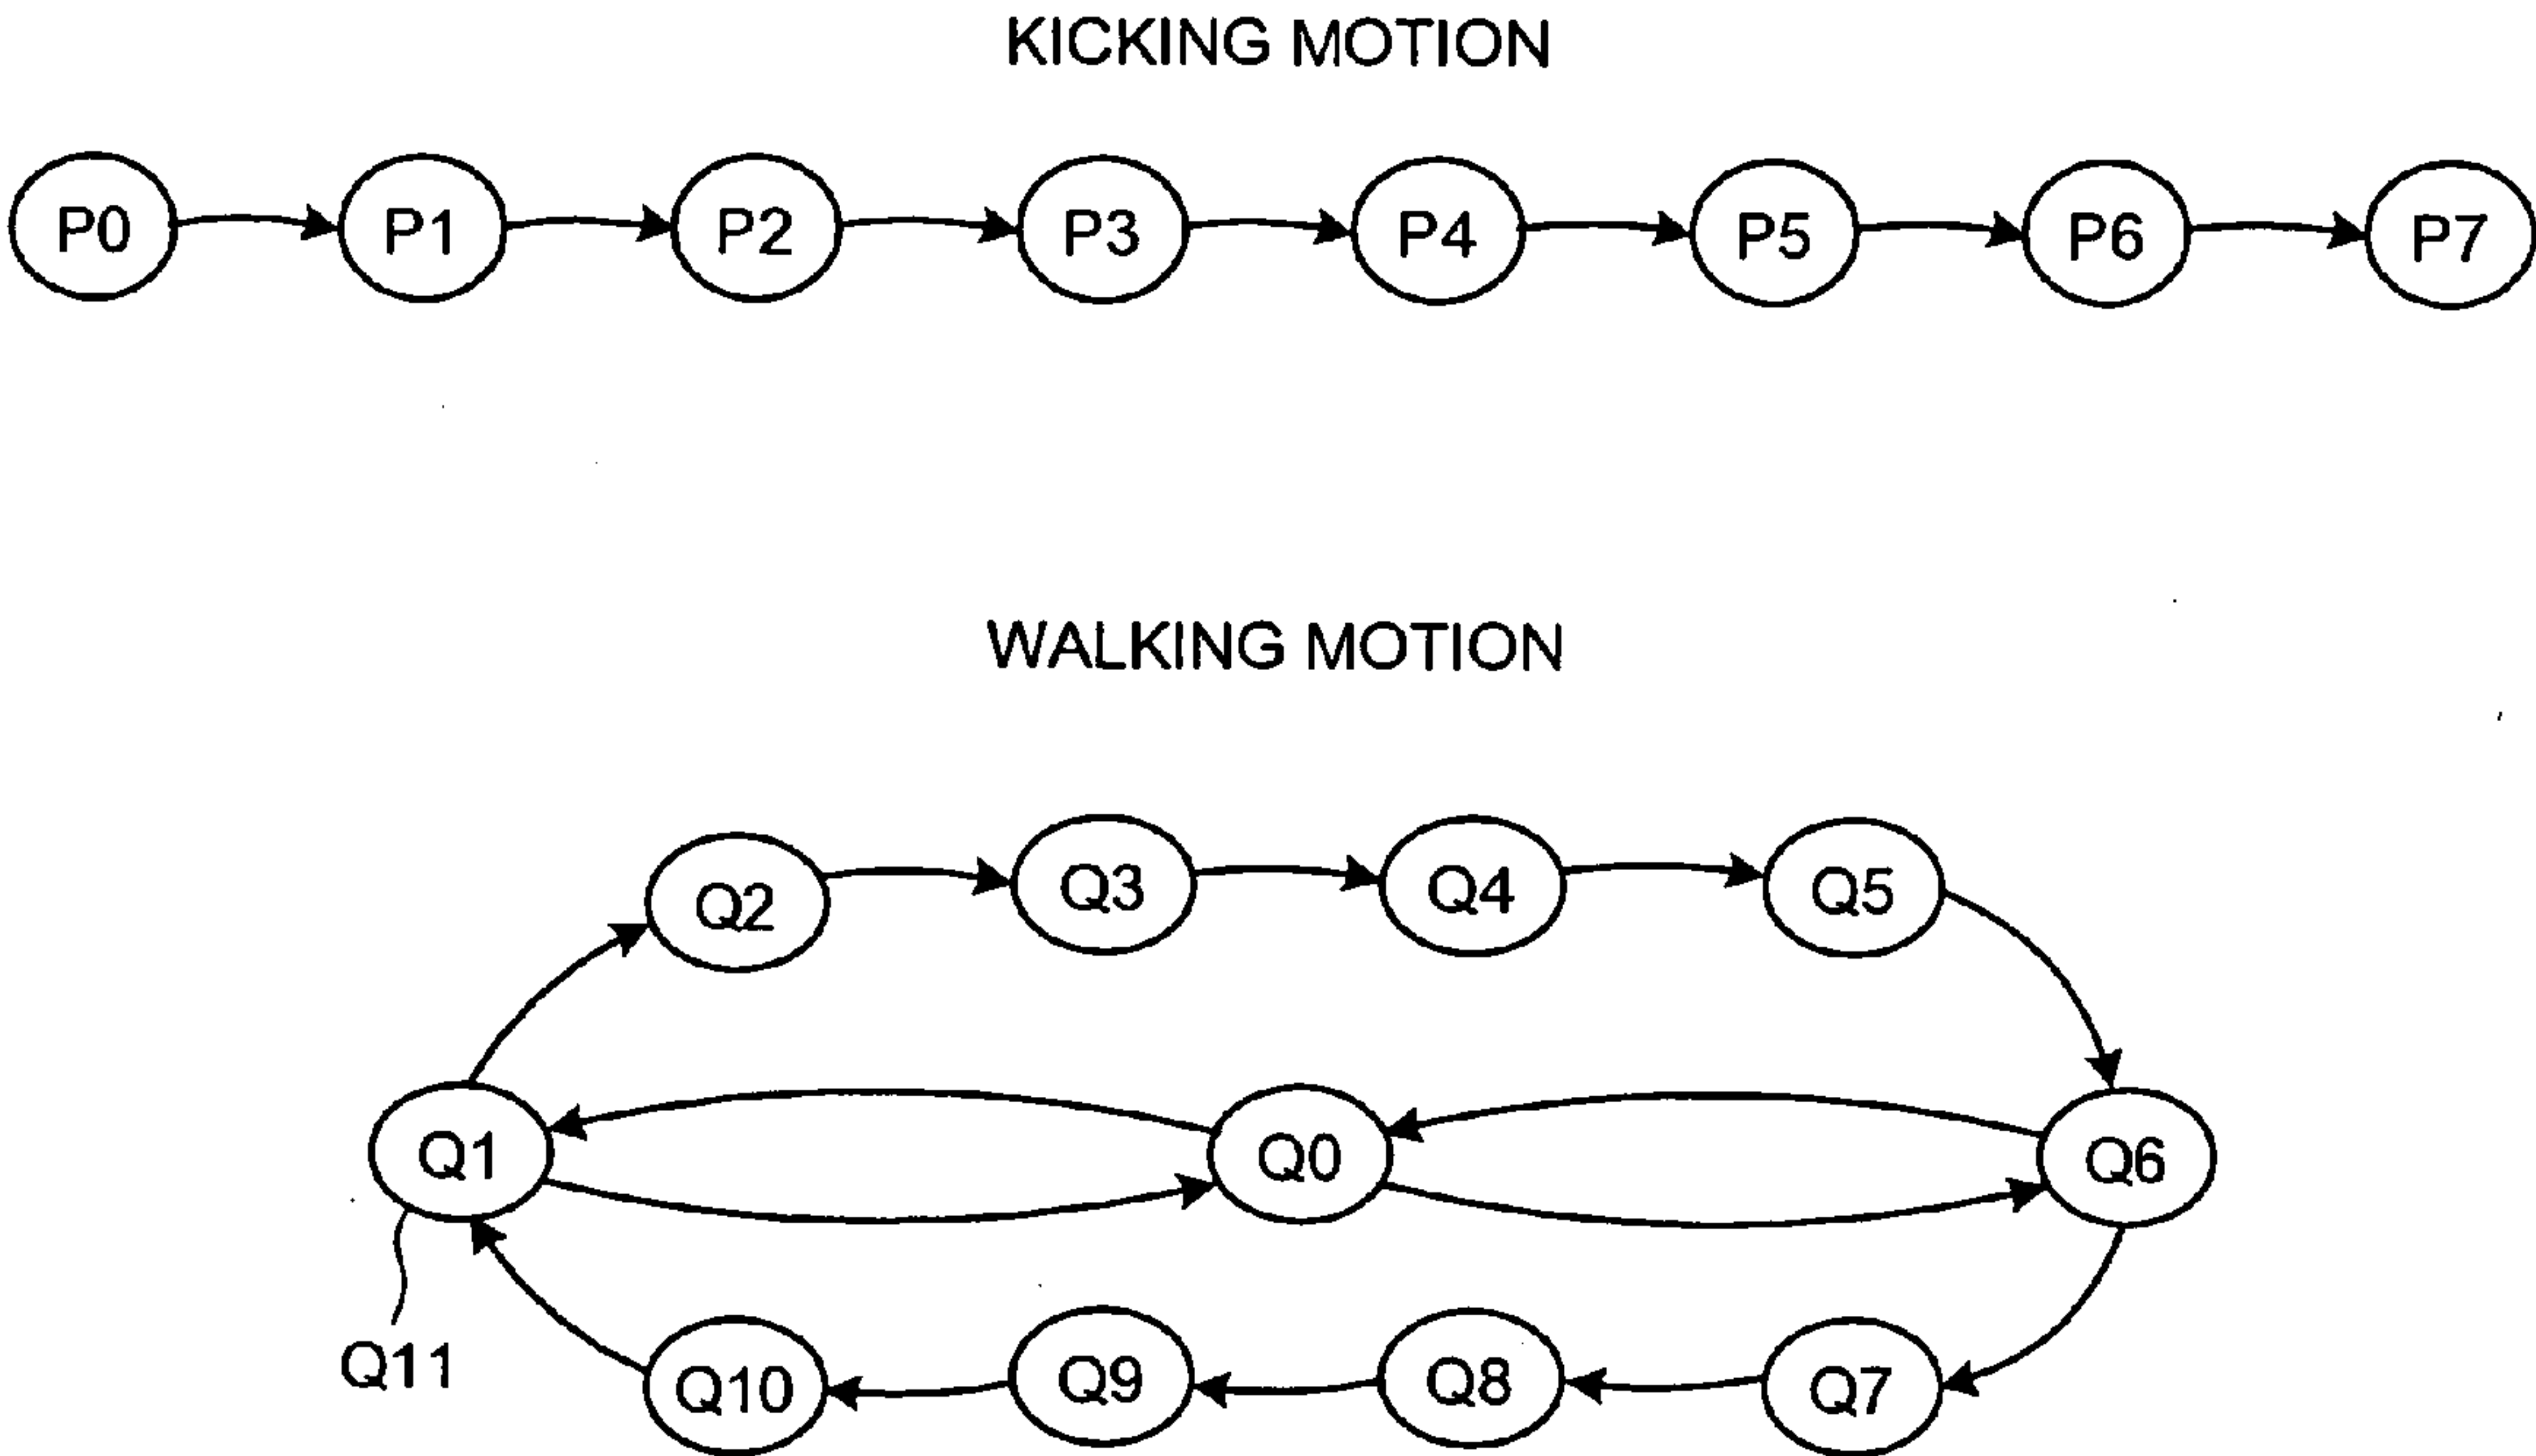 KICKING MOTION
P0 P1 P2 P3 P4 P5 P6 P7
WALKING MOTION
Q2 Q3 Q4 Q5
Q1 Q0 Q6
Q11
Q10 Q9 Q8 Q7